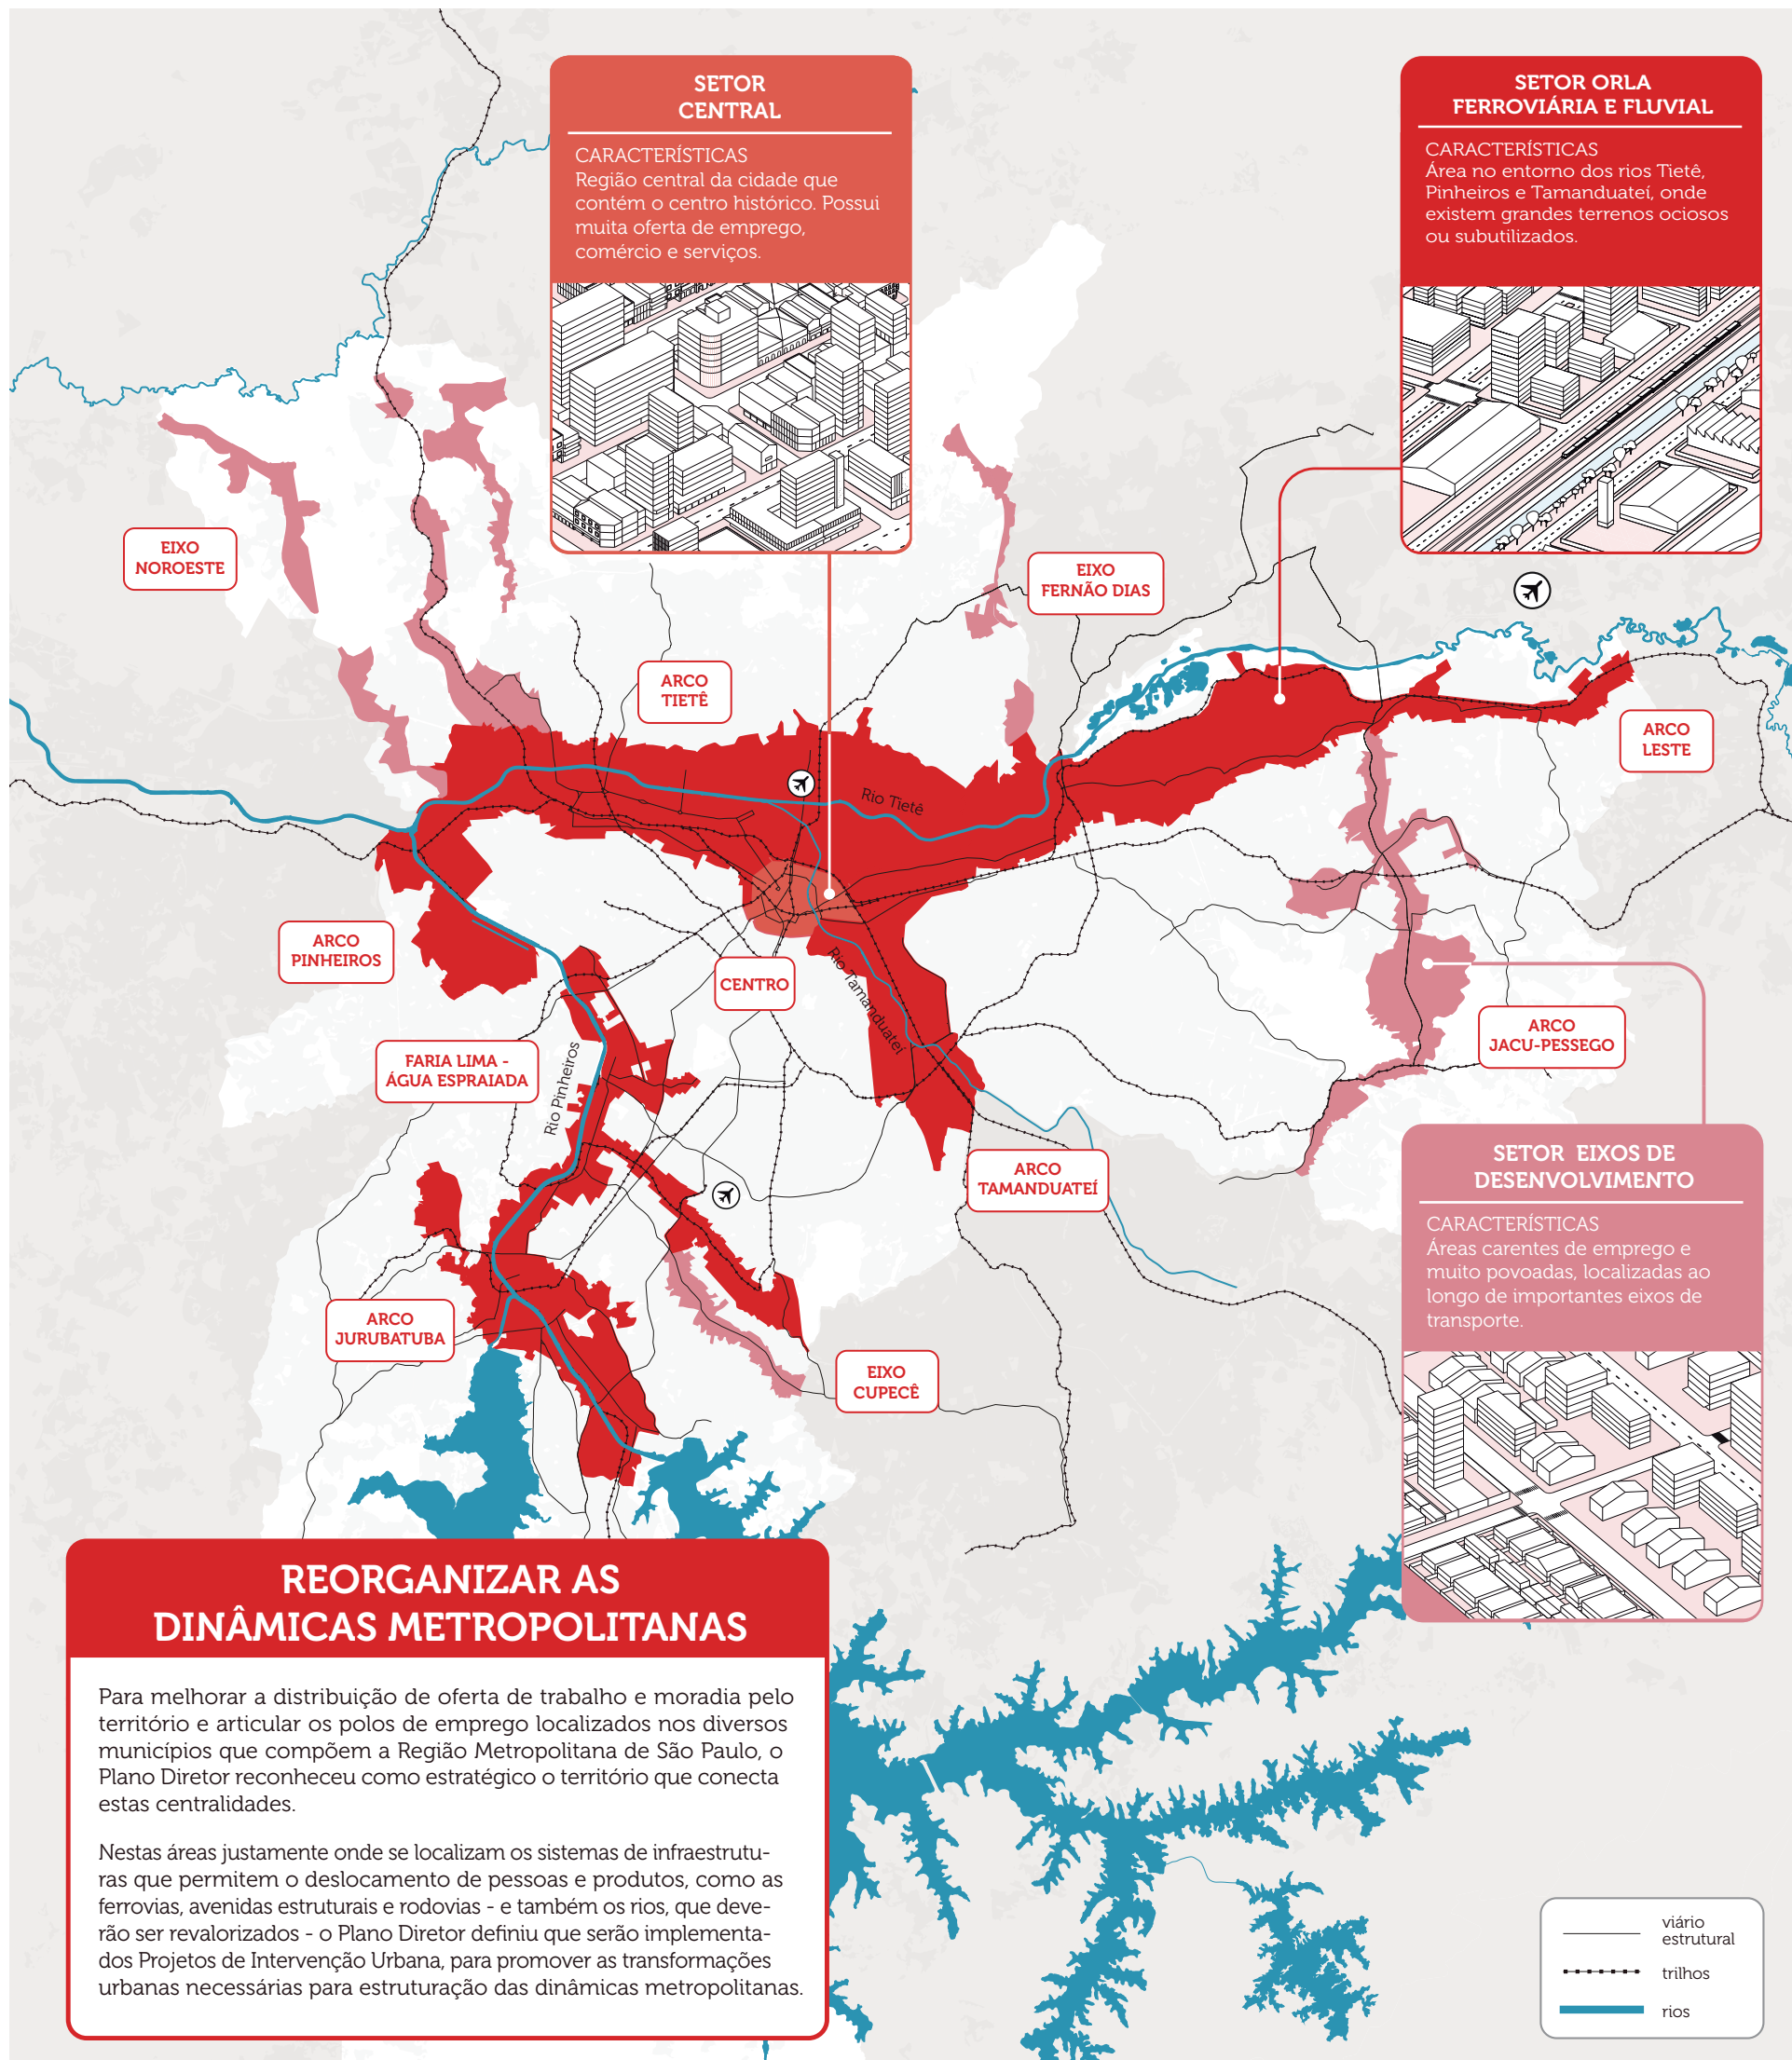 SETOR
CENTRAL
CARACTERÍSTICAS
Região central da cidade que
contém o centro histórico. Possui
muita oferta de emprego,
comércio e serviços.
SETOR ORLA
FERROVIÁRIA E FLUVIAL
CARACTERÍSTICAS
Área no entorno dos rios Tietê,
Pinheiros e Tamanduateí, onde
existem grandes terrenos ociosos
ou subutilizados.
EIXO
NOROESTE
EIXO
FERNÃO DIAS
ARCO
TIETÊ
ARCO
LESTE
Rio Tietê
ARCO
PINHEIROS
CENTRO
Rio Tamanduateí
ARCO
JACU-PESSEGO
FARIA LIMA -
ÁGUA ESPRAIADA
Rio Pinheiros
ARCO
TAMANDUATEÍ
ARCO
JURUBATUBA
EIXO
CUPECÊ
SETOR EIXOS DE
DESENVOLVIMENTO
CARACTERÍSTICAS
Áreas carentes de emprego e
muito povoadas, localizadas ao
longo de importantes eixos de
transporte.
REORGANIZAR AS
DINÂMICAS METROPOLITANAS
Para melhorar a distribuição de oferta de trabalho e moradia pelo
território e articular os polos de emprego localizados nos diversos
municípios que compõem a Região Metropolitana de São Paulo, o
Plano Diretor reconheceu como estratégico o território que conecta
estas centralidades.
Nestas áreas justamente onde se localizam os sistemas de infraestrutu-
ras que permitem o deslocamento de pessoas e produtos, como as
ferrovias, avenidas estruturais e rodovias - e também os rios, que deve-
rão ser revalorizados - o Plano Diretor definiu que serão implementa-
dos Projetos de Intervenção Urbana, para promover as transformações
urbanas necessárias para estruturação das dinâmicas metropolitanas.
viário
estrutural
trilhos
rios